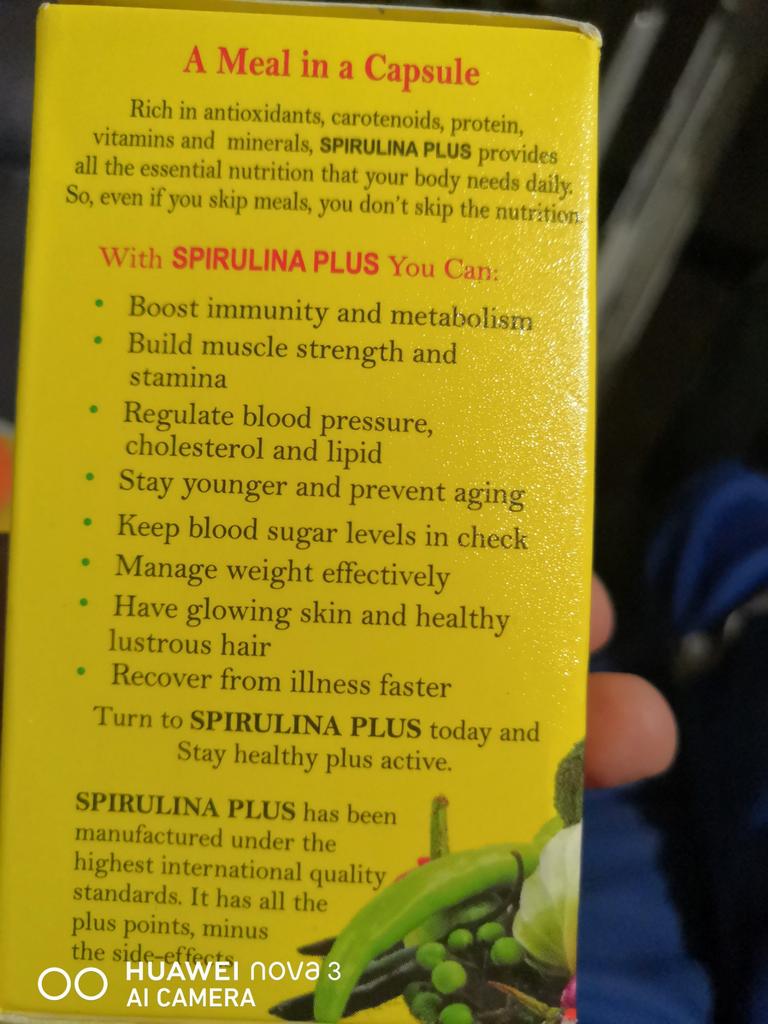 A Meal in a Capsule
Rich in antioxidants, carotenoids, protein,
vitamins and minerals, SPIRULINA PLUS provides
all the essential nutrition that your body needs daily.
So, even if you skip meals, you don't skip the nutrition.
With SPIRULINA PLUS You Can:
• Boost immunity and metabolism
• Build muscle strength and
stamina
• Regulate blood pressure,
cholesterol and lipid
• Stay younger and prevent aging
• Keep blood sugar levels in check
• Manage weight effectively
• Have glowing skin and healthy
lustrous hair
• Recover from illness faster
Turn to SPIRULINA PLUS today and
Stay healthy plus active.
SPIRULINA PLUS has been
manufactured under the
highest international quality
standards. It has all the
plus points, minus
the side-effects
HUAWEI nova 3
AI CAMERA